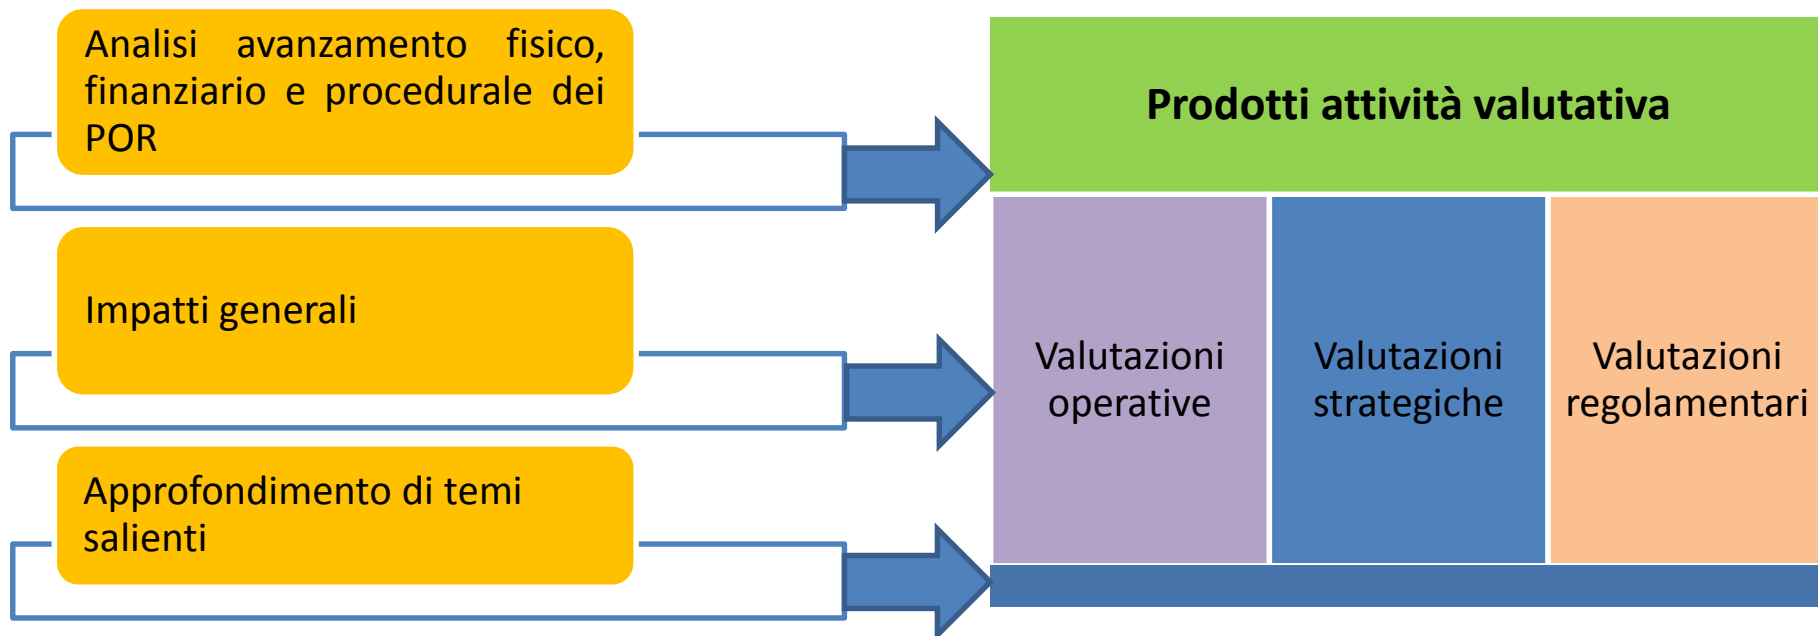 Analisi avanzamento fisico,
finanziario e procedurale dei
POR
Impatti generali
Approfondimento di temi
salienti
Prodotti attività valutativa
Valutazioni
operative
Valutazioni
strategiche
Valutazioni
regolamentari